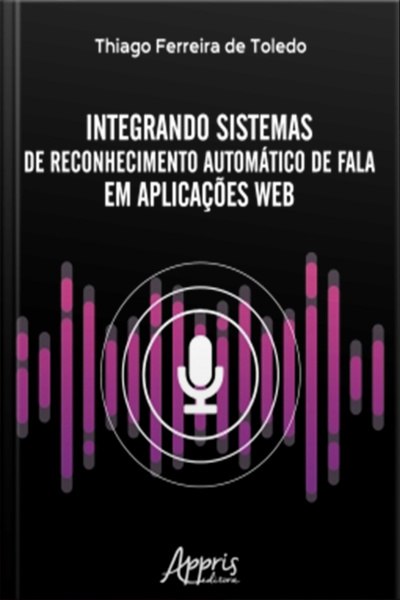 Thiago Ferreira de Toledo
INTEGRANDO SISTEMAS
DE RECONHECIMENTO AUTOMÁTICO DE FALA
EM APLICAÇÕES WEB
Appris
editora